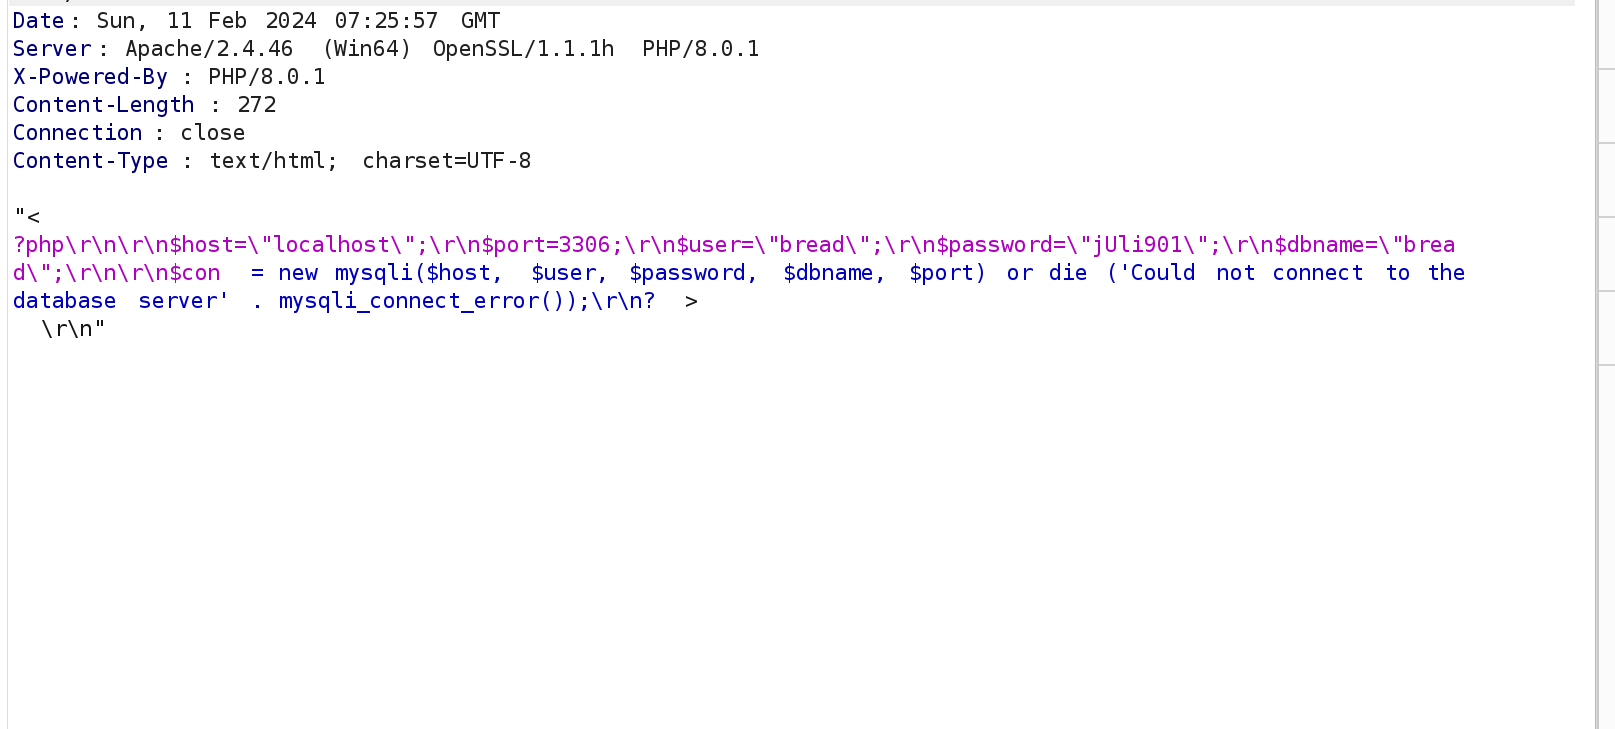 Date: Sun, 11 Feb 2024 07:25:57 GMT
Server: Apache/2.4.46 (Win64) OpenSSL/1.1.1h PHP/8.0.1
X-Powered-By : PHP/8.0.1
Content-Length : 272
Connection : close
Content-Type : text/html; charset=UTF-8
"<
?php\r\n\r\n$host=\"localhost\";\r\n$port=3306;\r\n$user=\"bread\";\r\n$password=\"jUli901\";\r\n$dbname=\"brea
d\";\r\n\r\n$con = new mysqli($host, $user, $password, $dbname, $port) or die ('Could not connect to the
database server' . mysqli_connect_error());\r\n? >
\r\n"